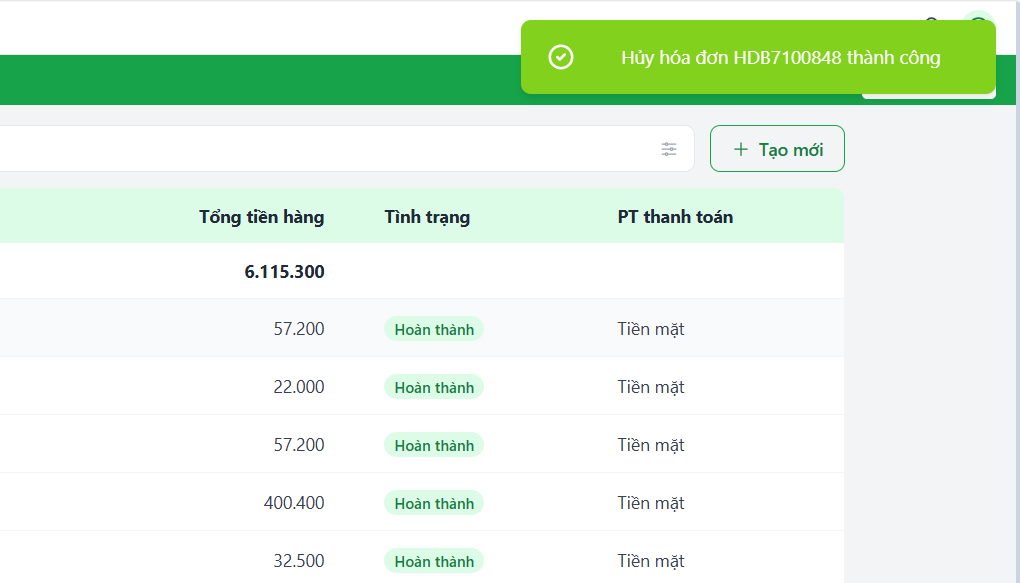 Hủy hóa đơn HDB7100848 thành công
Tạo mới
Tổng tiền hàng Tình trạng PT thanh toán
6.115.300
57.200 Hoàn thành Tiền mặt
22.000 Hoàn thành Tiền mặt
57.200 Hoàn thành Tiền mặt
400.400 Hoàn thành Tiền mặt
32.500 Hoàn thành Tiền mặt